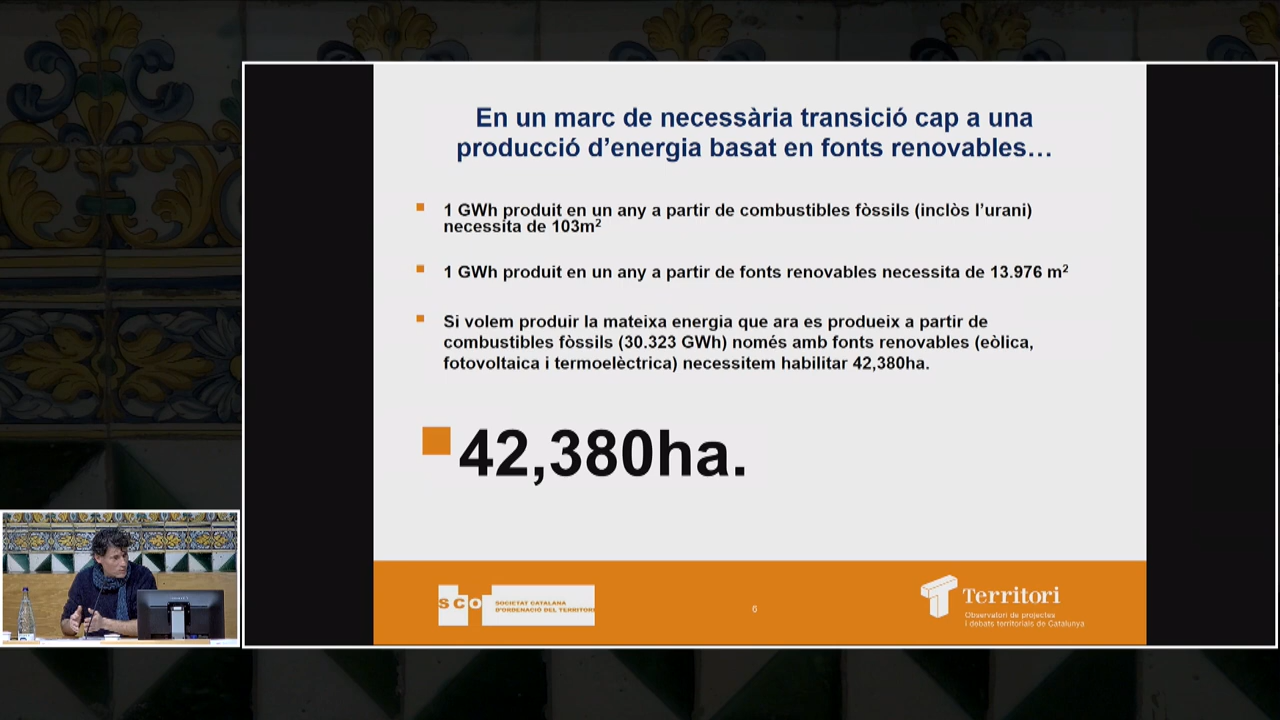 En un marc de necessària transició cap a una
producció d’energia basat en fonts renovables…
1 GWh produit en un any a partir de combustibles fòssils (inclòs l’urani)
necessita de 103m²
1 GWh produit en un any a partir de fonts renovables necessita de 13.976 m²
Si volem produir la mateixa energia que ara es produeix a partir de
combustibles fòssils (30.323 GWh) només amb fonts renovables (eòlica,
fotovoltaica i termoelèctrica) necessitem habilitar 42,380ha.
42,380ha.
SCOT
SOCIETAT CATALANA
D'ORDENACIÓ DEL TERRITORI
6
Territori
Observatori de projectes
i debats territorials de Catalunya